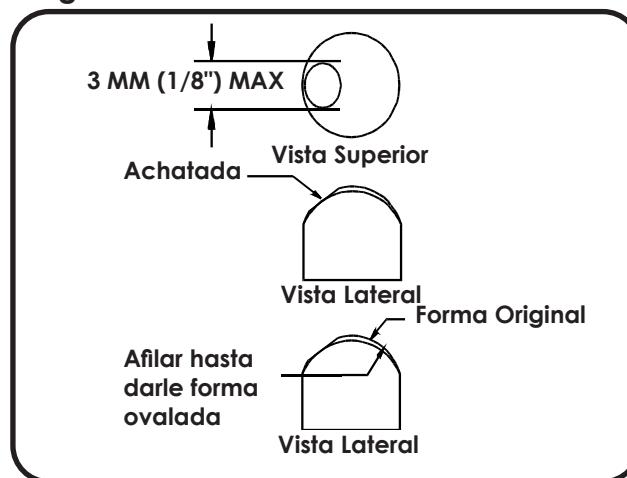 3 MM (1/8") MAX
Vista Superior
Achatada
Vista Lateral
Forma Original
Afilar hasta
darle forma
ovalada
Vista Lateral